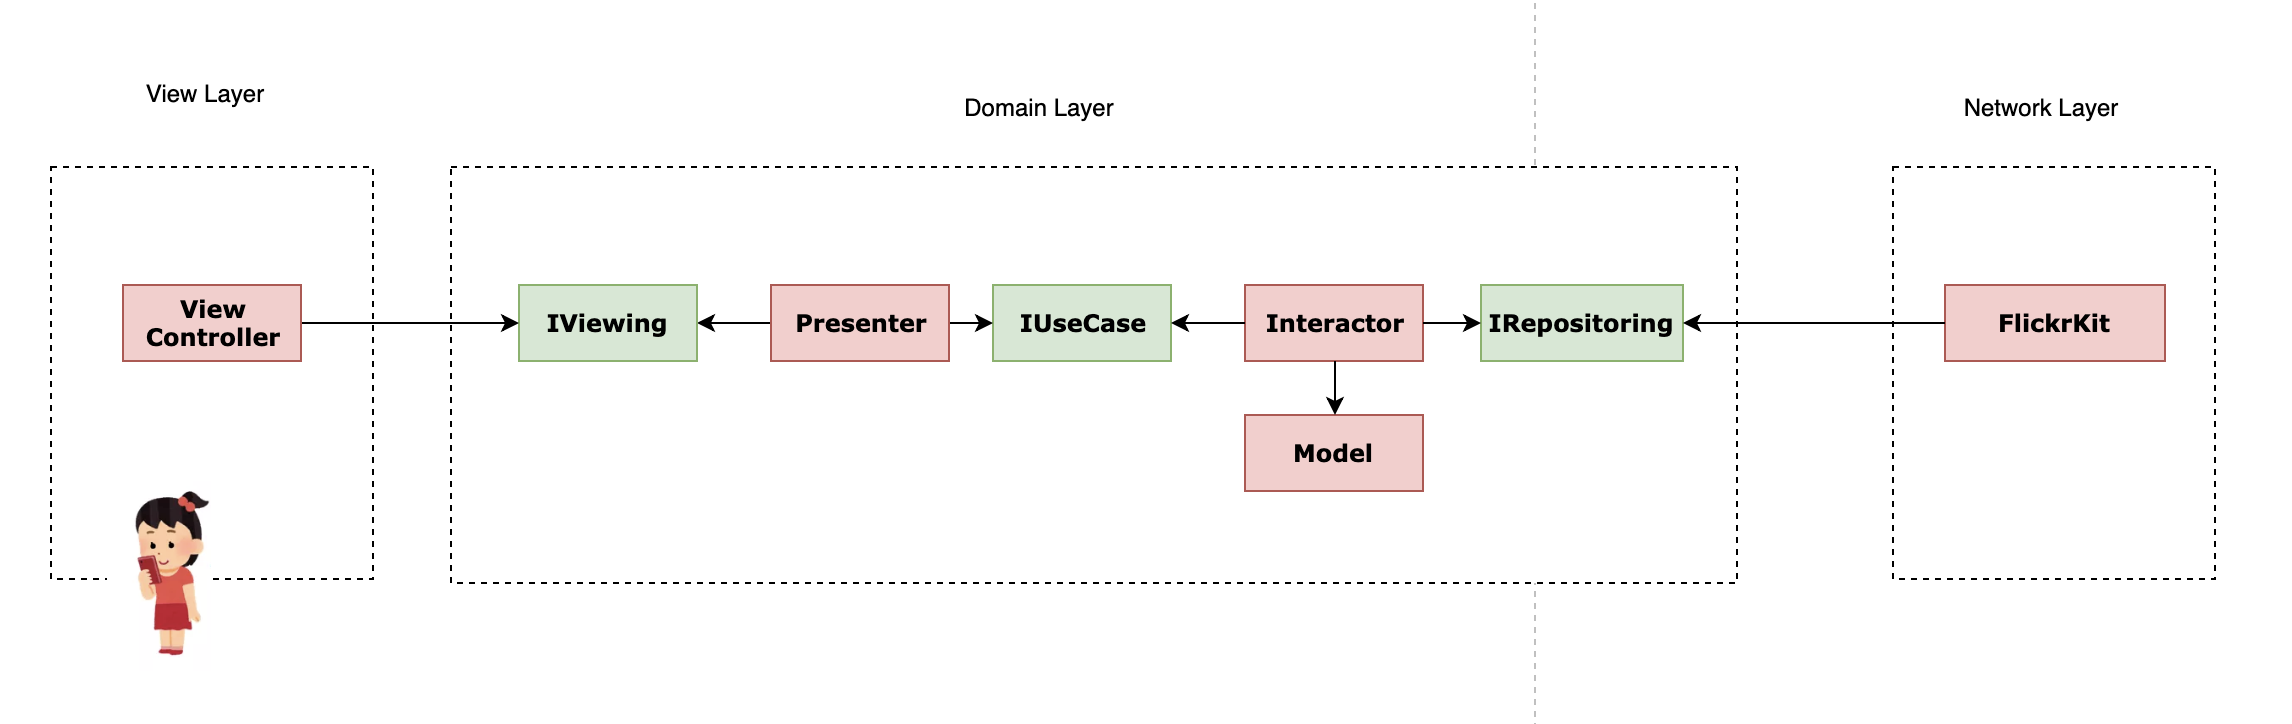 View Layer
Domain Layer
Network Layer
View
Controller
IViewing
Presenter
IUseCase
Interactor
IRepositoring
FlickrKit
Model